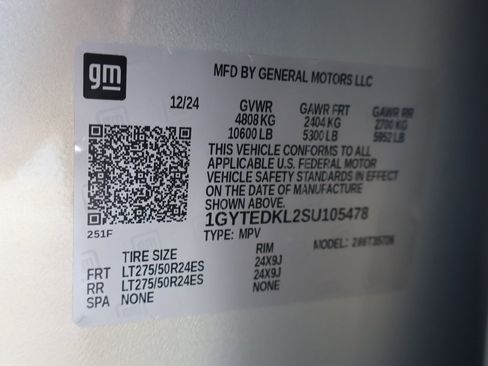 gm
MFD BY GENERAL MOTORS LLC
12/24 GVWR GAWR FRT GAWR RR
4808 KG 2404 KG 2700 KG
10600 LB 5300 LB 5952 LB
THIS VEHICLE CONFORMS TO ALL
APPLICABLE U.S. FEDERAL MOTOR
VEHICLE SAFETY STANDARDS IN EFFECT
ON THE DATE OF MANUFACTURE
SHOWN ABOVE.
1GYTEDKL2SU105478
251F TYPE: MPV MODEL:
TIRE SIZE RIM
FRT LT275/50R24ES 24X9J
RR LT275/50R24ES 24X9J
SPA NONE NONE